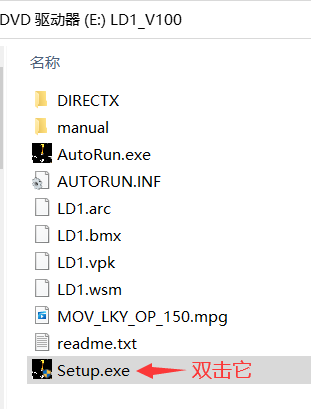 DVD 驱动器 (E:) LD1_V100
名称
DIRECTX
manual
AutoRun.exe
AUTORUN.INF
LD1.arc
LD1.bmx
LD1.vpk
LD1.wsm
MOV_LKY_OP_150.mpg
readme.txt
Setup.exe 双击它